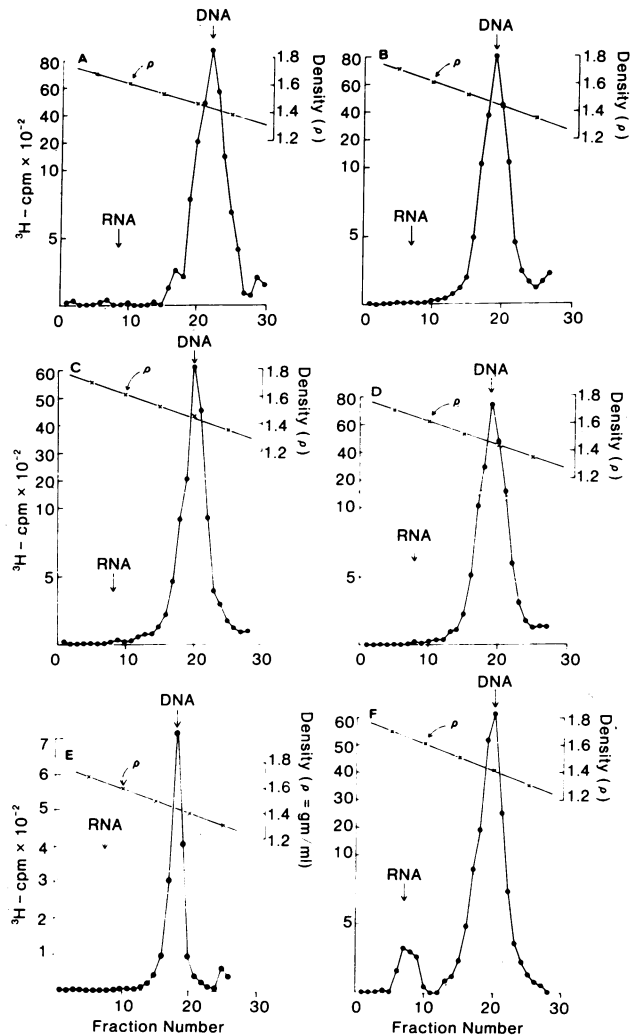 DNA
A
ρ
80
60
40
20
10
5
RNA
1.8
1.6
1.4
1.2
Density (ρ)
³H – cpm × 10⁻²
0 10 20 30
DNA
B
ρ
80
60
40
20
10
5
RNA
1.8
1.6
1.4
1.2
Density (ρ)
0 10 20 30
DNA
C
ρ
60
50
40
30
20
10
5
RNA
1.8
1.6
1.4
1.2
Density (ρ)
³H – cpm × 10⁻²
0 10 20 30
DNA
D
ρ
80
60
40
20
10
5
RNA
1.8
1.6
1.4
1.2
Density (ρ)
0 10 20 30
DNA
E
ρ
7
6
5
4
3
2
1
RNA
1.8
1.6
1.4
1.2
Density (ρ = gm/ml)
³H – cpm × 10⁻²
10 20 30
Fraction Number
DNA
F
ρ
60
50
40
30
20
10
5
RNA
1.8
1.6
1.4
1.2
Density (ρ)
0 10 20 30
Fraction Number